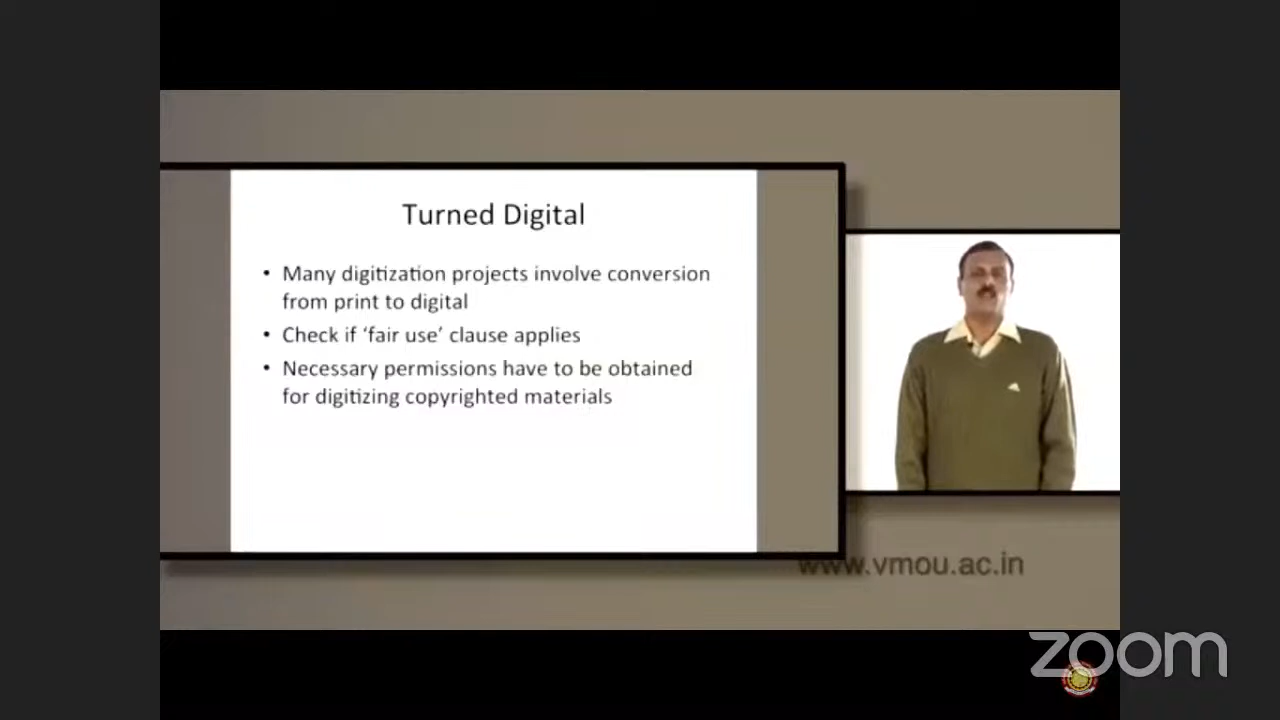 Turned Digital
• Many digitization projects involve conversion
from print to digital
• Check if ‘fair use’ clause applies
• Necessary permissions have to be obtained
for digitizing copyrighted materials
www.vmou.ac.in
zoom